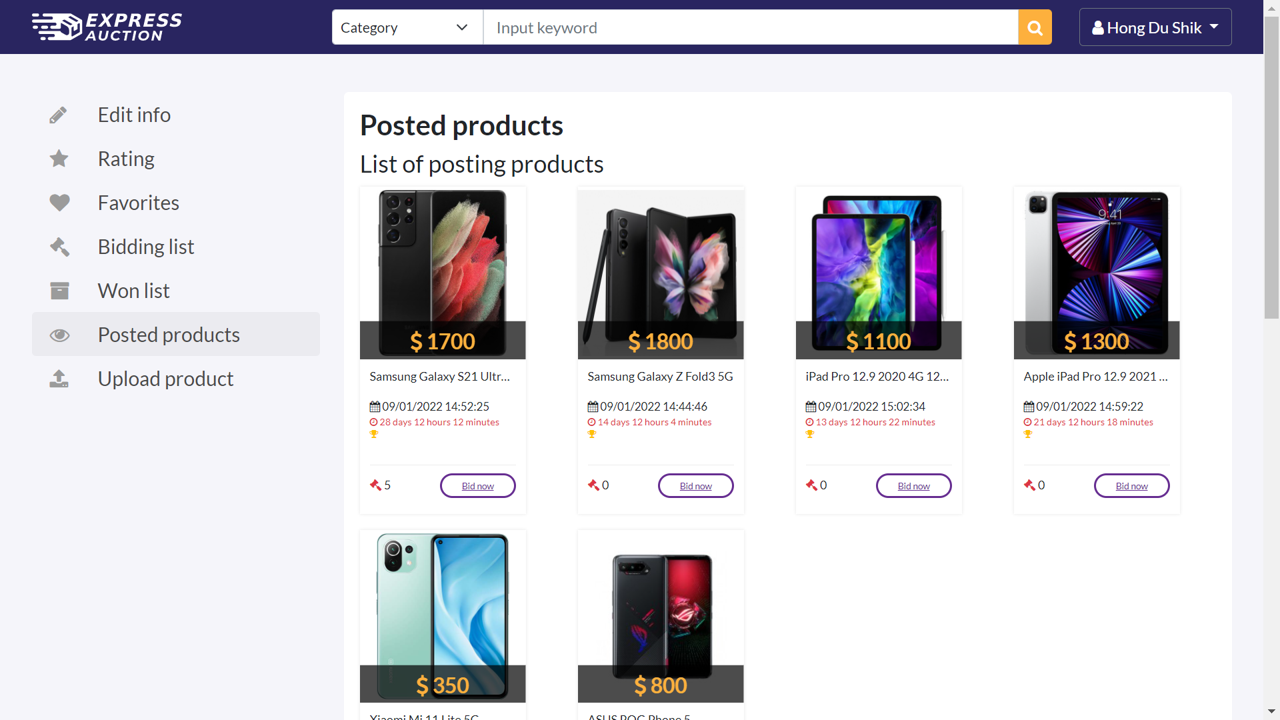 EXPRESS
AUCTION
Category
Input keyword
Hong Du Shik
Edit info
Rating
Favorites
Bidding list
Won list
Posted products
Upload product
Posted products
List of posting products
$ 1700
Samsung Galaxy S21 Ultr...
09/01/2022 14:52:25
28 days 12 hours 12 minutes
5
Bid now
$ 1800
Samsung Galaxy Z Fold3 5G
09/01/2022 14:44:46
14 days 12 hours 4 minutes
0
Bid now
$ 1100
iPad Pro 12.9 2020 4G 12...
09/01/2022 15:02:34
13 days 12 hours 22 minutes
0
Bid now
9:41
$ 1300
Apple iPad Pro 12.9 2021 ...
09/01/2022 14:59:22
21 days 12 hours 18 minutes
0
Bid now
$ 350
Xiaomi Mi 11 Lite 5G
$ 800
ASUS ROG Phone 5